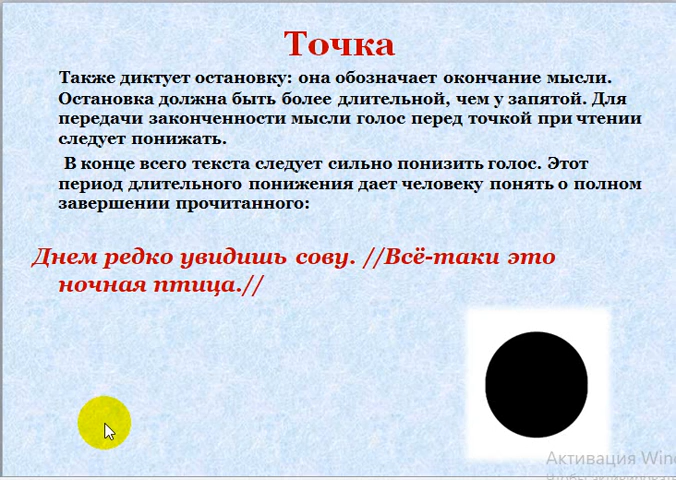 Точка
Также диктует остановку: она обозначает окончание мысли.
Остановка должна быть более длительной, чем у запятой. Для
передачи законченности мысли голос перед точкой при чтении
следует понижать.
В конце всего текста следует сильно понизить голос. Этот
период длительного понижения дает человеку понять о полном
завершении прочитанного:
Днем редко увидишь сову. //Всё-таки это
ночная птица.//
Активация Win